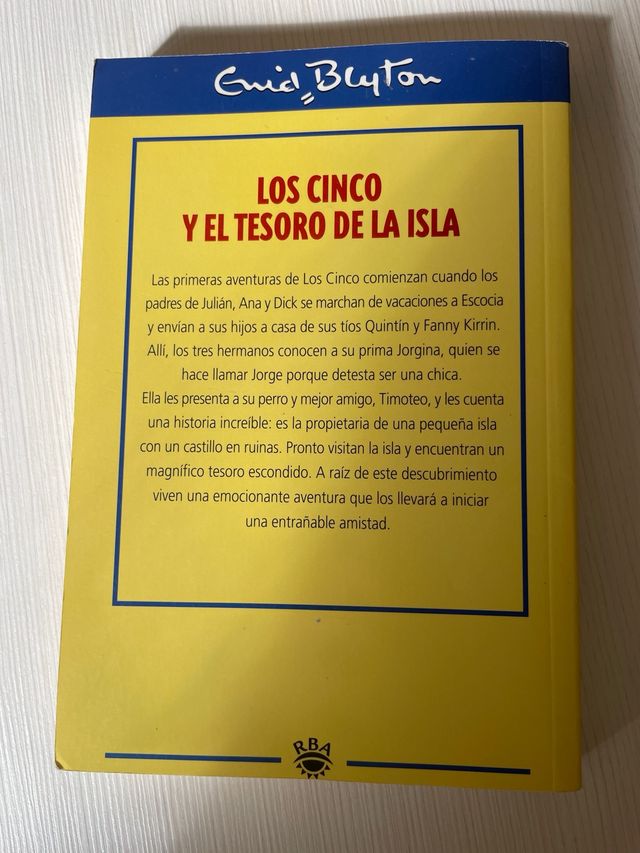 Enid Blyton
LOS CINCO
Y EL TESORO DE LA ISLA
Las primeras aventuras de Los Cinco comienzan cuando los
padres de Julián, Ana y Dick se marchan de vacaciones a Escocia
y envían a sus hijos a casa de sus tíos Quintín y Fanny Kirrin.
Allí, los tres hermanos conocen a su prima Jorgina, quien se
hace llamar Jorge porque detesta ser una chica.
Ella les presenta a su perro y mejor amigo, Timoteo, y les cuenta
una historia increíble: es la propietaria de una pequeña isla
con un castillo en ruinas. Pronto visitan la isla y encuentran un
magnífico tesoro escondido. A raíz de este descubrimiento
viven una emocionante aventura que los llevará a iniciar
una entrañable amistad.
RBA